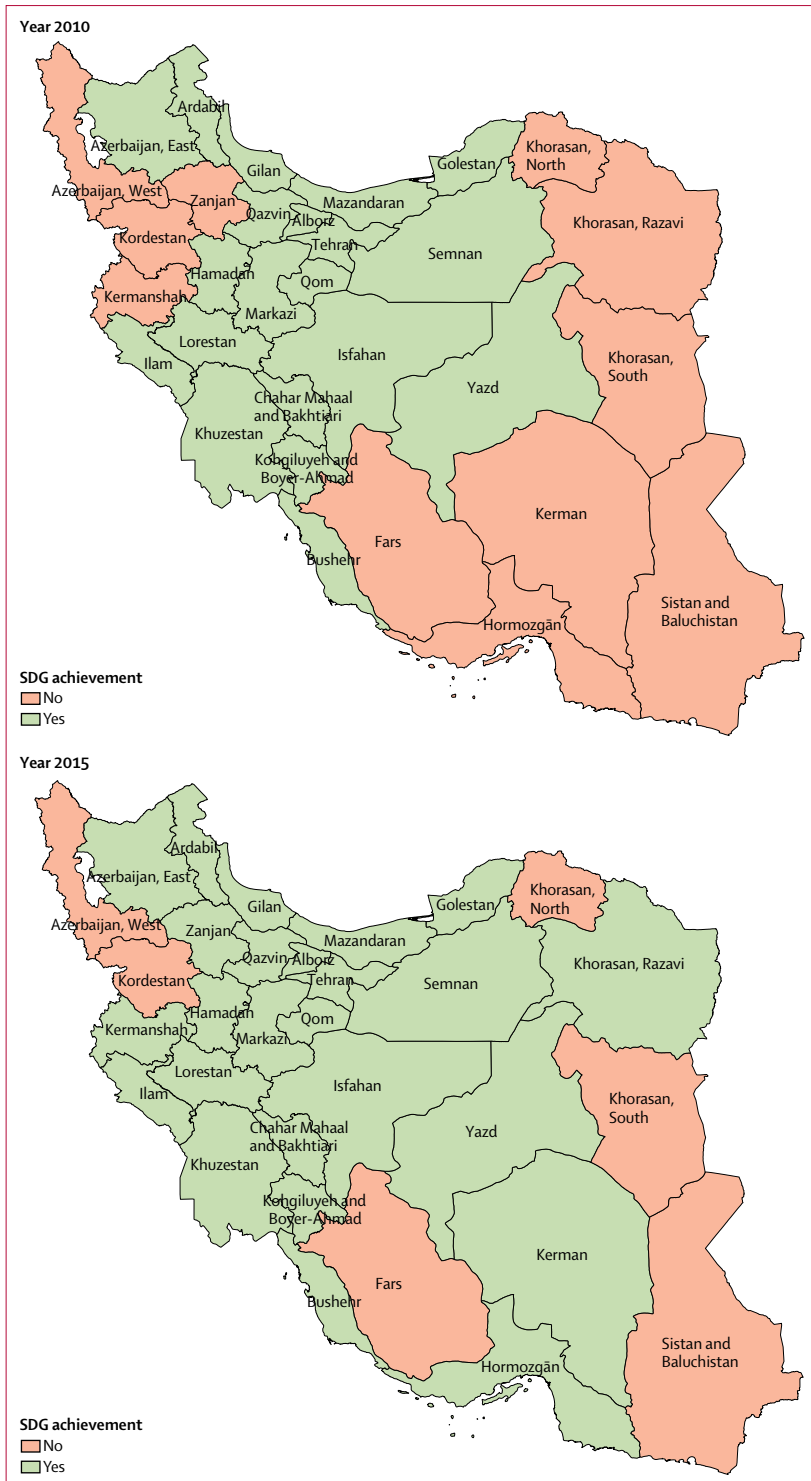 Year 2010
Ardabil
Azerbaijan, East
Gilan
Golestan
Khorasan,
North
Azerbaijan, West
Zanjan
Mazandaran
Khorasan, Razavi
Qazvin
Alborz
Kordestan
Tehran
Semnan
Hamadan
Qom
Kermanshah
Markazi
Lorestan
Isfahan
Khorasan,
South
Ilam
Yazd
Chahar Mahaal
and Bakhtiari
Khuzestan
Kohgiluyeh and
Boyer-Ahmad
Kerman
Fars
Bushehr
Sistan and
Baluchistan
Hormozgān
SDG achievement
No
Yes
Year 2015
Ardabil
Azerbaijan, East
Khorasan,
North
Golestan
Gilan
Azerbaijan, West
Zanjan
Mazandaran
Qazvin
Alborz
Khorasan, Razavi
Kordestan
Tehran
Semnan
Hamadan
Qom
Kermanshah
Markazi
Lorestan
Isfahan
Ilam
Khorasan,
South
Chahar Mahaal
and Bakhtiari
Yazd
Khuzestan
Kohgiluyeh and
Boyer-Ahmad
Kerman
Fars
Bushehr
Hormozgān
Sistan and
Baluchistan
SDG achievement
No
Yes